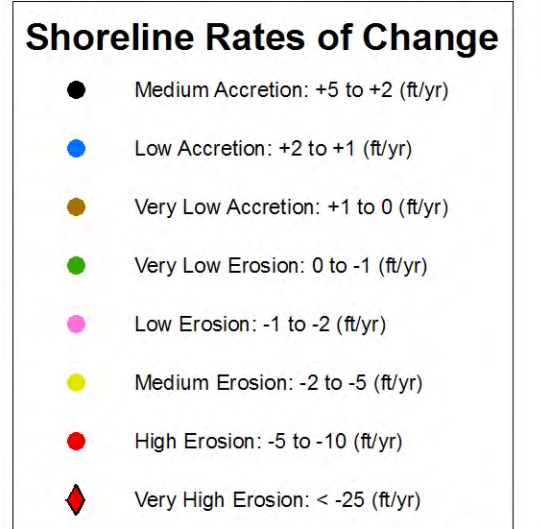 Shoreline Rates of Change
Medium Accretion: +5 to +2 (ft/yr)
Low Accretion: +2 to +1 (ft/yr)
Very Low Accretion: +1 to 0 (ft/yr)
Very Low Erosion: 0 to -1 (ft/yr)
Low Erosion: -1 to -2 (ft/yr)
Medium Erosion: -2 to -5 (ft/yr)
High Erosion: -5 to -10 (ft/yr)
Very High Erosion: < -25 (ft/yr)